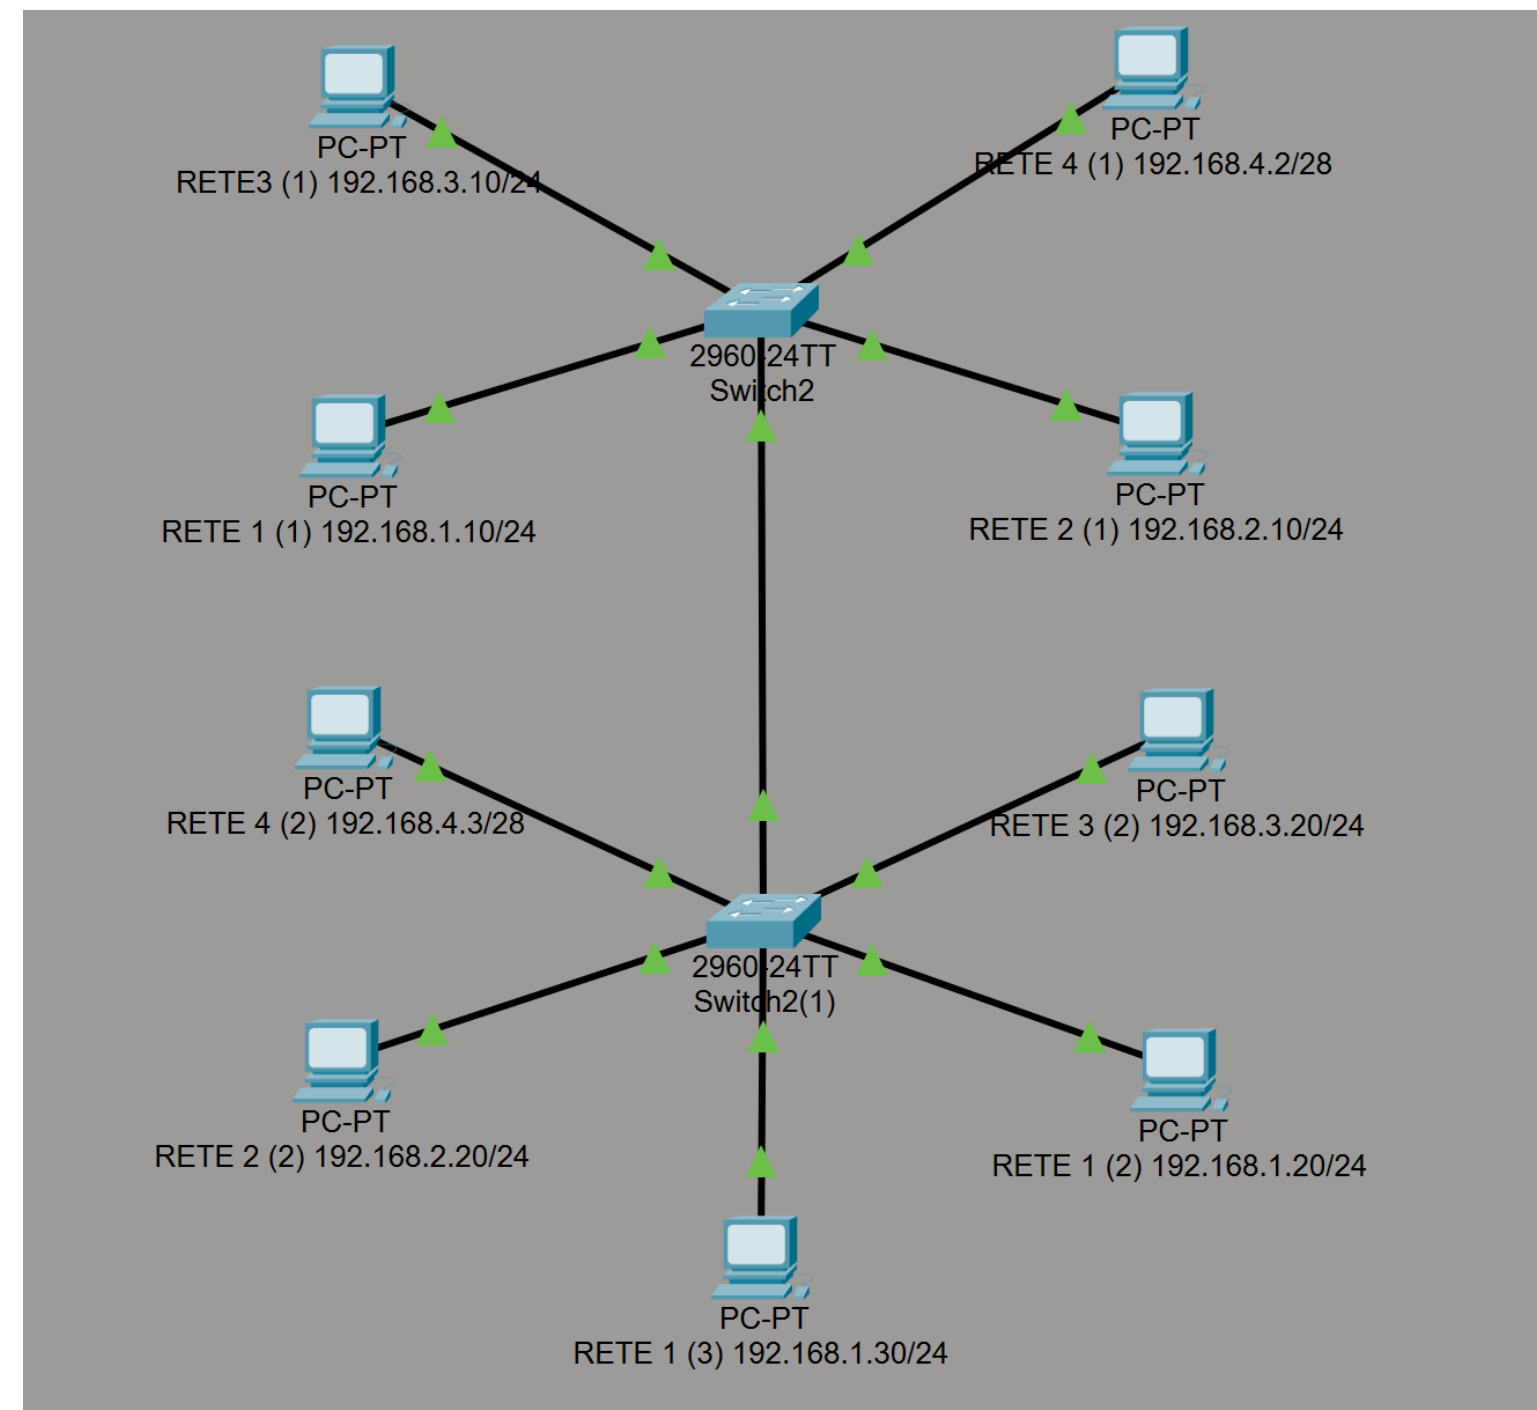 PC-PT
RETE3 (1) 192.168.3.10/24
PC-PT
RETE 4 (1) 192.168.4.2/28
2960-24TT
Switch2
PC-PT
RETE 1 (1) 192.168.1.10/24
PC-PT
RETE 2 (1) 192.168.2.10/24
PC-PT
RETE 4 (2) 192.168.4.3/28
PC-PT
RETE 3 (2) 192.168.3.20/24
2960-24TT
Switch2(1)
PC-PT
RETE 2 (2) 192.168.2.20/24
PC-PT
RETE 1 (2) 192.168.1.20/24
PC-PT
RETE 1 (3) 192.168.1.30/24